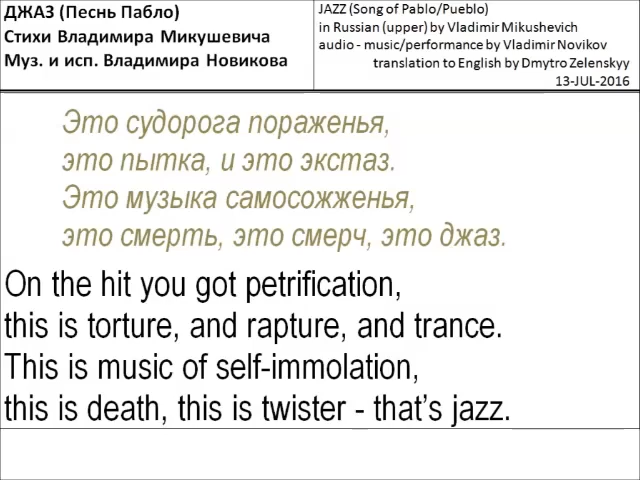 ДЖАЗ (Песнь Пабло)
Стихи Владимира Микушевича
Муз. и исп. Владимира Новикова
JAZZ (Song of Pablo/Pueblo)
in Russian (upper) by Vladimir Mikushevich
audio - music/performance by Vladimir Novikov
translation to English by Dmytro Zelenskyy
13-JUL-2016
Это судорога пораженья,
это пытка, и это экстаз.
Это музыка самосожженья,
это смерть, это смерч, это джаз.
On the hit you got petrification,
this is torture, and rapture, and trance.
This is music of self-immolation,
this is death, this is twister - that's jazz.